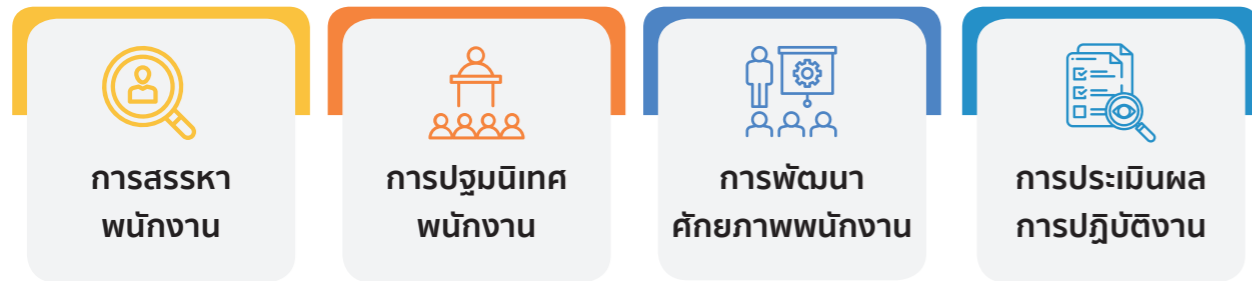 การสรรหา
พนักงาน
การปฐมนิเทศ
พนักงาน
การพัฒนา
ศักยภาพพนักงาน
การประเมินผล
การปฏิบัติงาน